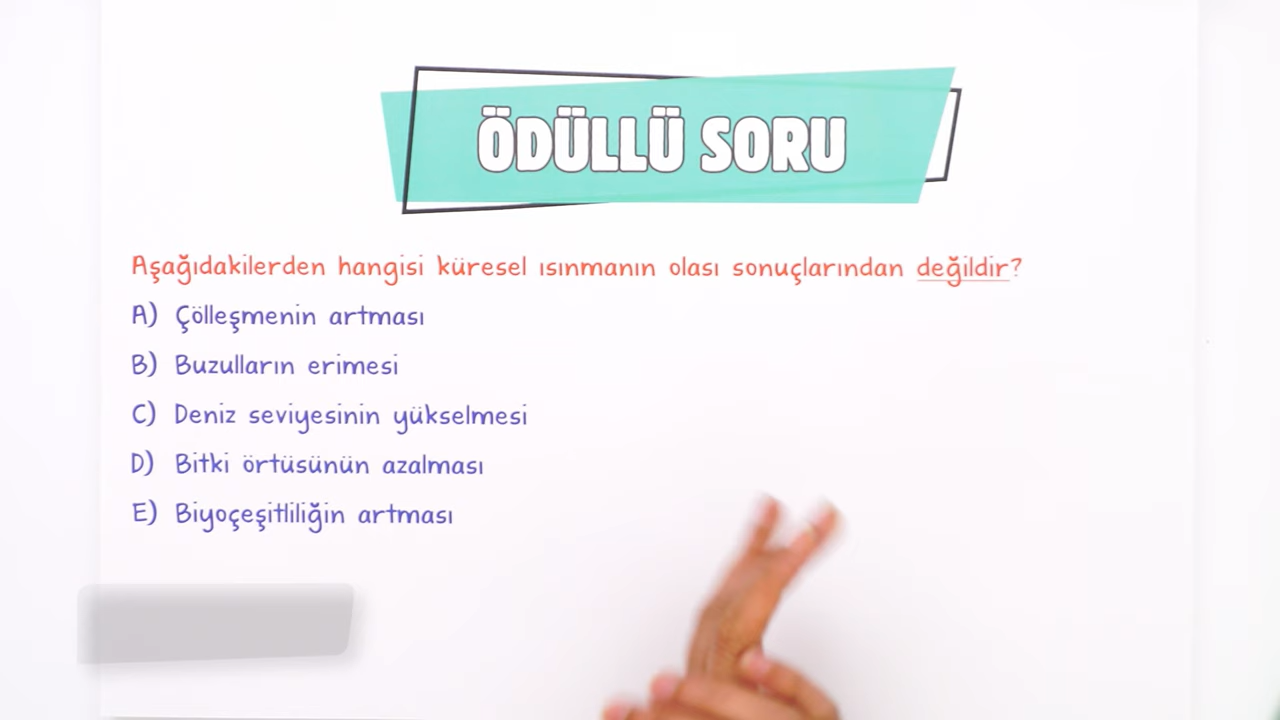 ÖDÜLLÜ SORU
Aşağıdakilerden hangisi küresel ısınmanın olası sonuçlarından değildir?
A) Çölleşmenin artması
B) Buzulların erimesi
C) Deniz seviyesinin yükselmesi
D) Bitki örtüsünün azalması
E) Biyoçeşitliliğin artması